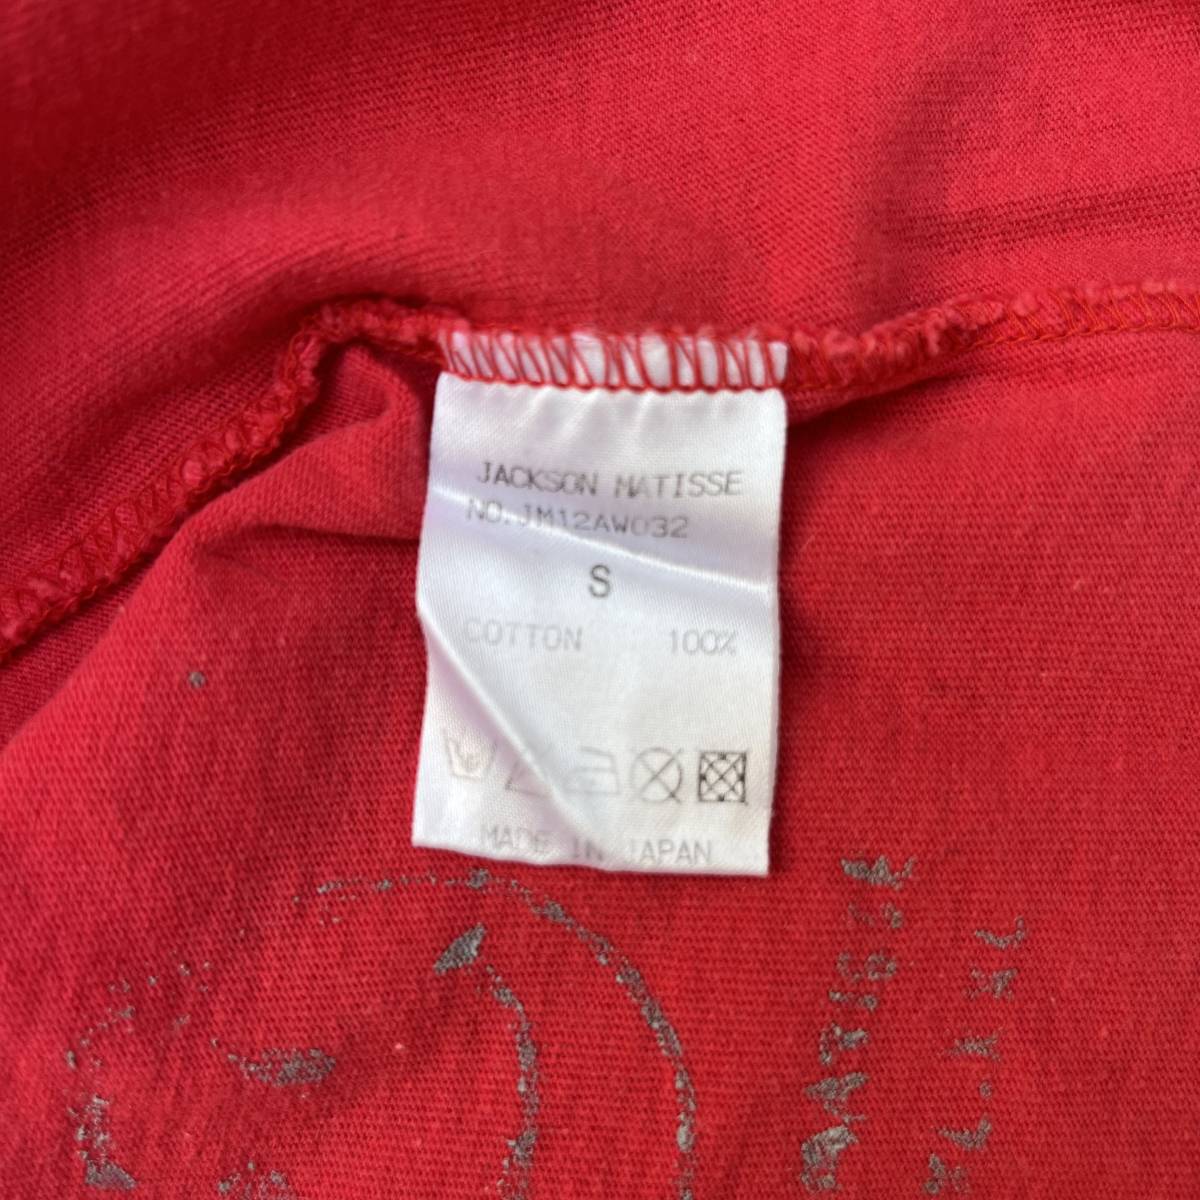 JACKSON MATISSE
NO.JM12AW032
S
COTTON 100%
MADE IN JAPAN